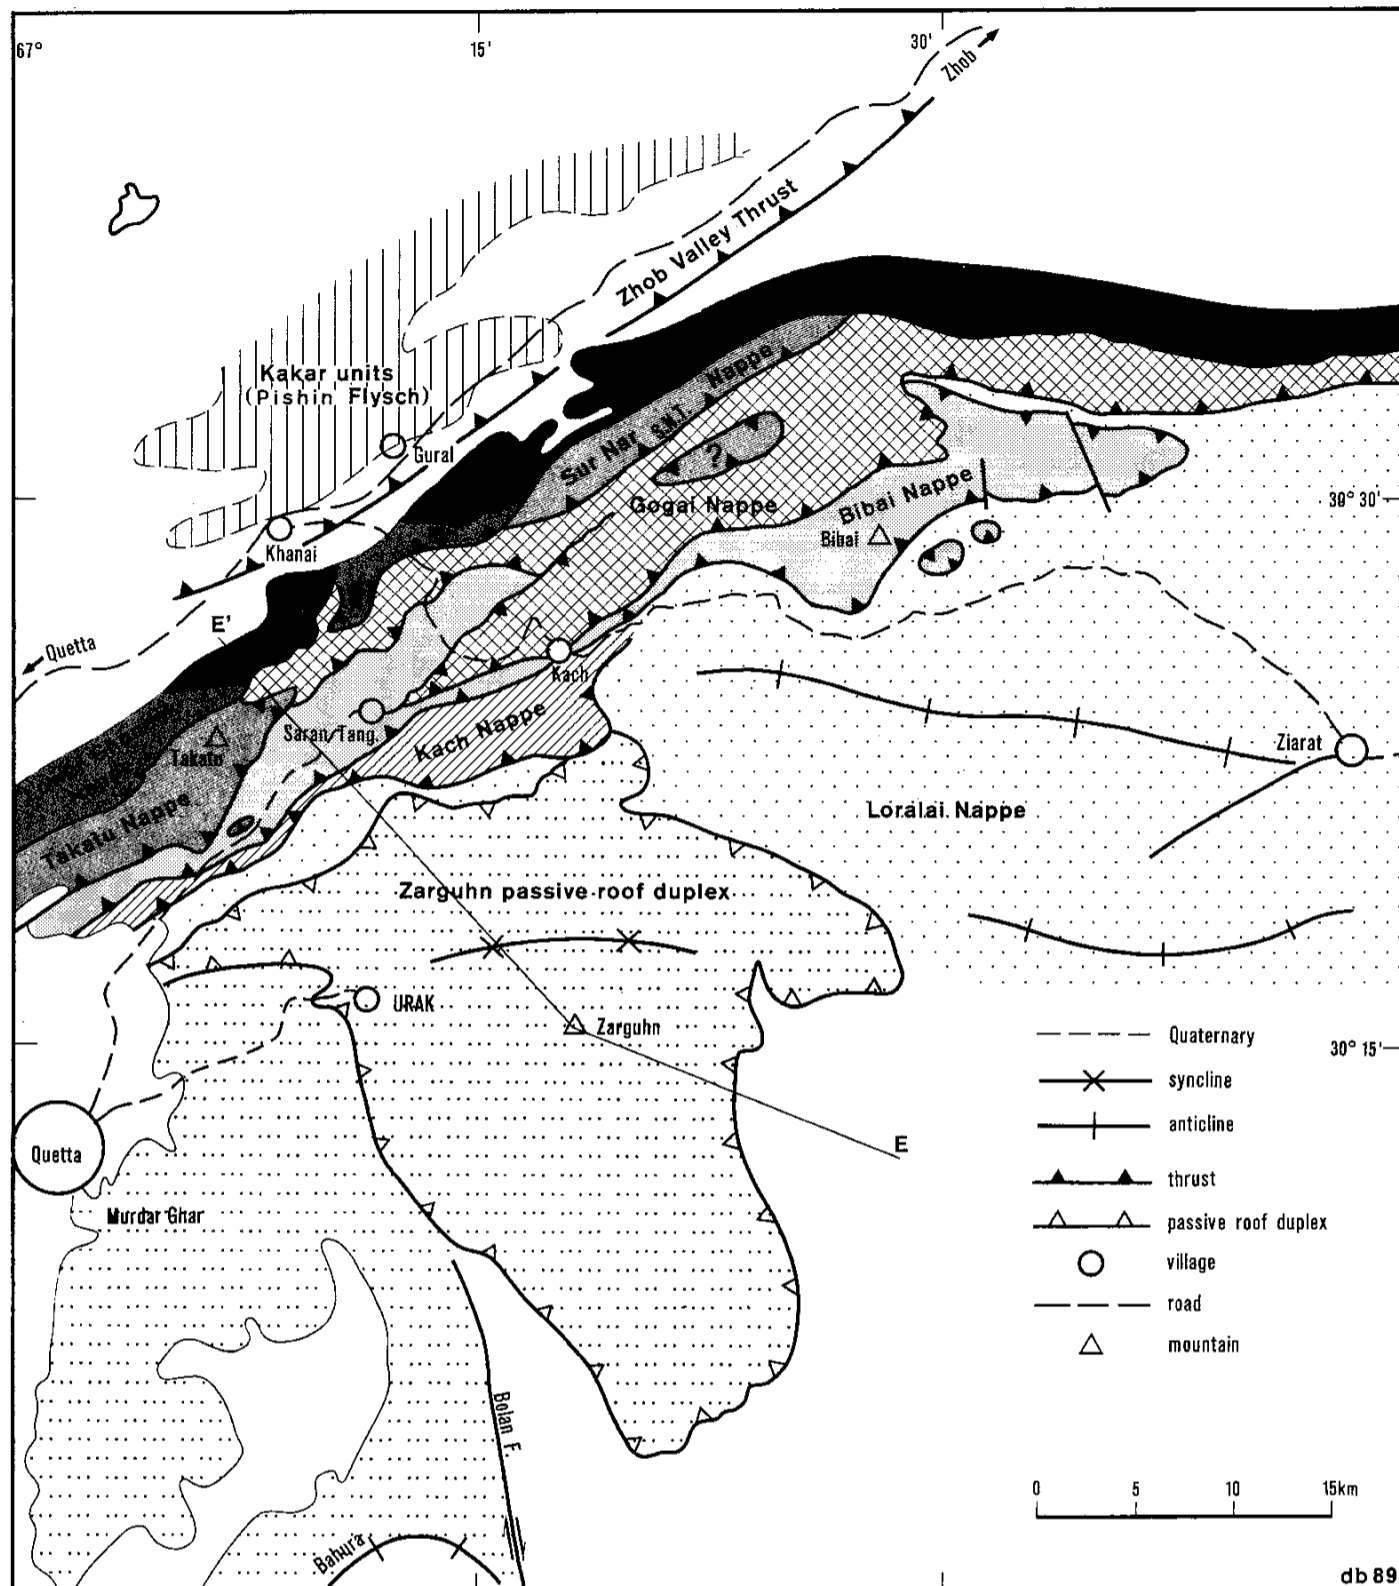 67°
15'
30'
Zhob
Zhob Valley Thrust
Kakar units
(Pishin Flysch)
Gural
Khanai
Sur Nar
Nappe
S.N.T.
?
Gogai Nappe
Bibai Nappe
Bibai
30° 30'
E'
Quetta
Kach
Takatu
Saran/Tang.
Kach Nappe
Ziarat
Takatu Nappe
Loralai Nappe
Zarguhn passive roof duplex
URAK
Zarguhn
Quaternary
30° 15'
syncline
E
anticline
Quetta
thrust
Murdar Ghar
passive roof duplex
village
road
mountain
Bolan F.
0 5 10 15km
Bahura
db 89